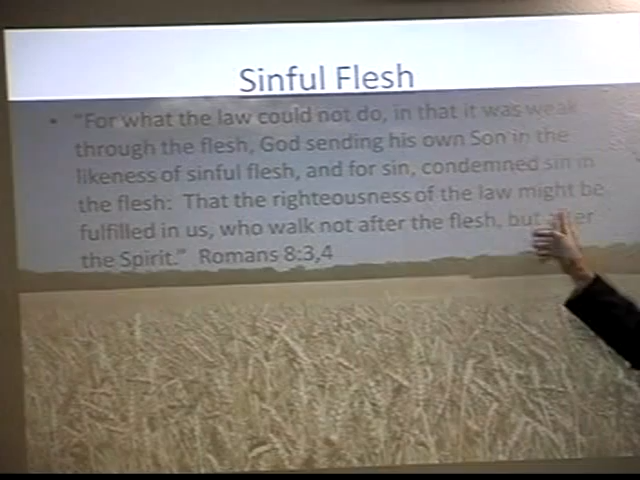 Sinful Flesh
• "For what the law could not do, in that it was weak
through the flesh, God sending his own Son in the
likeness of sinful flesh, and for sin, condemned sin in
the flesh: That the righteousness of the law might be
fulfilled in us, who walk not after the flesh, but after
the Spirit." Romans 8:3,4